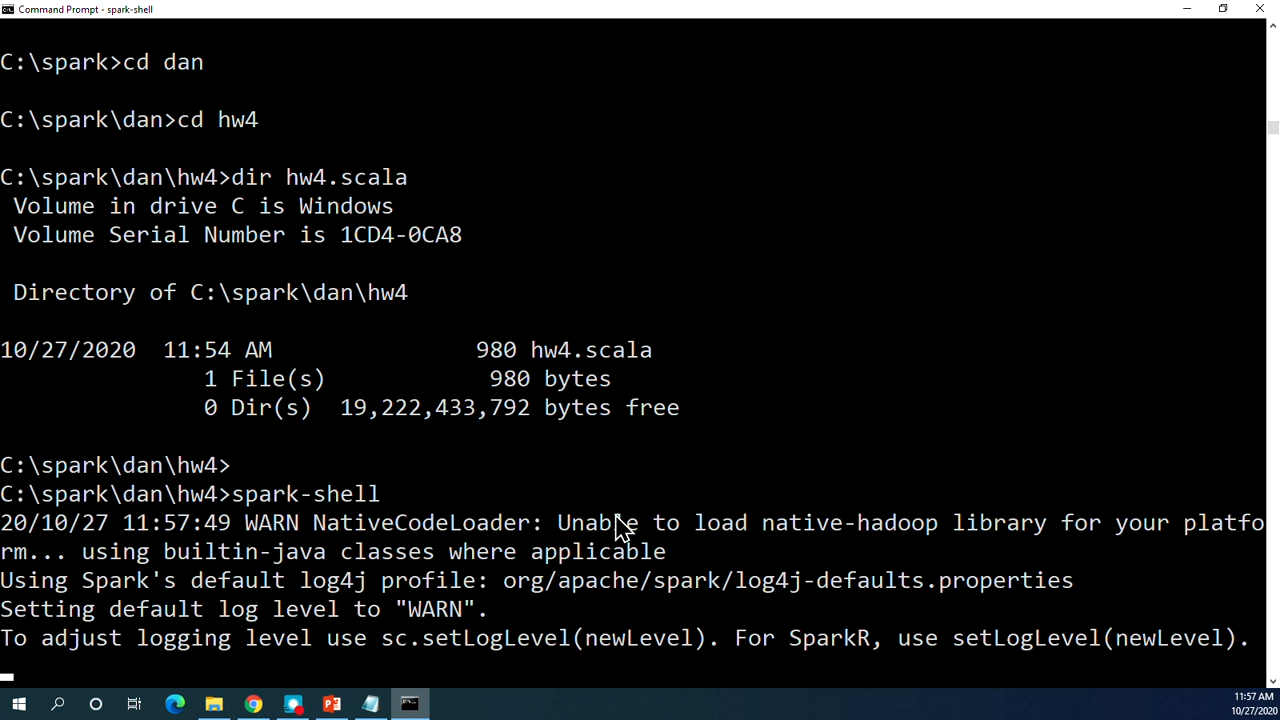 Command Prompt - spark-shell
C:\spark>cd dan
C:\spark\dan>cd hw4
C:\spark\dan\hw4>dir hw4.scala
Volume in drive C is Windows
Volume Serial Number is 1CD4-0CA8
Directory of C:\spark\dan\hw4
10/27/2020  11:54 AM               980 hw4.scala
1 File(s)            980 bytes
0 Dir(s)  19,222,433,792 bytes free
C:\spark\dan\hw4>
C:\spark\dan\hw4>spark-shell
20/10/27 11:57:49 WARN NativeCodeLoader: Unable to load native-hadoop library for your platfo
rm... using builtin-java classes where applicable
Using Spark's default log4j profile: org/apache/spark/log4j-defaults.properties
Setting default log level to "WARN".
To adjust logging level use sc.setLogLevel(newLevel). For SparkR, use setLogLevel(newLevel).
11:57 AM
10/27/2020